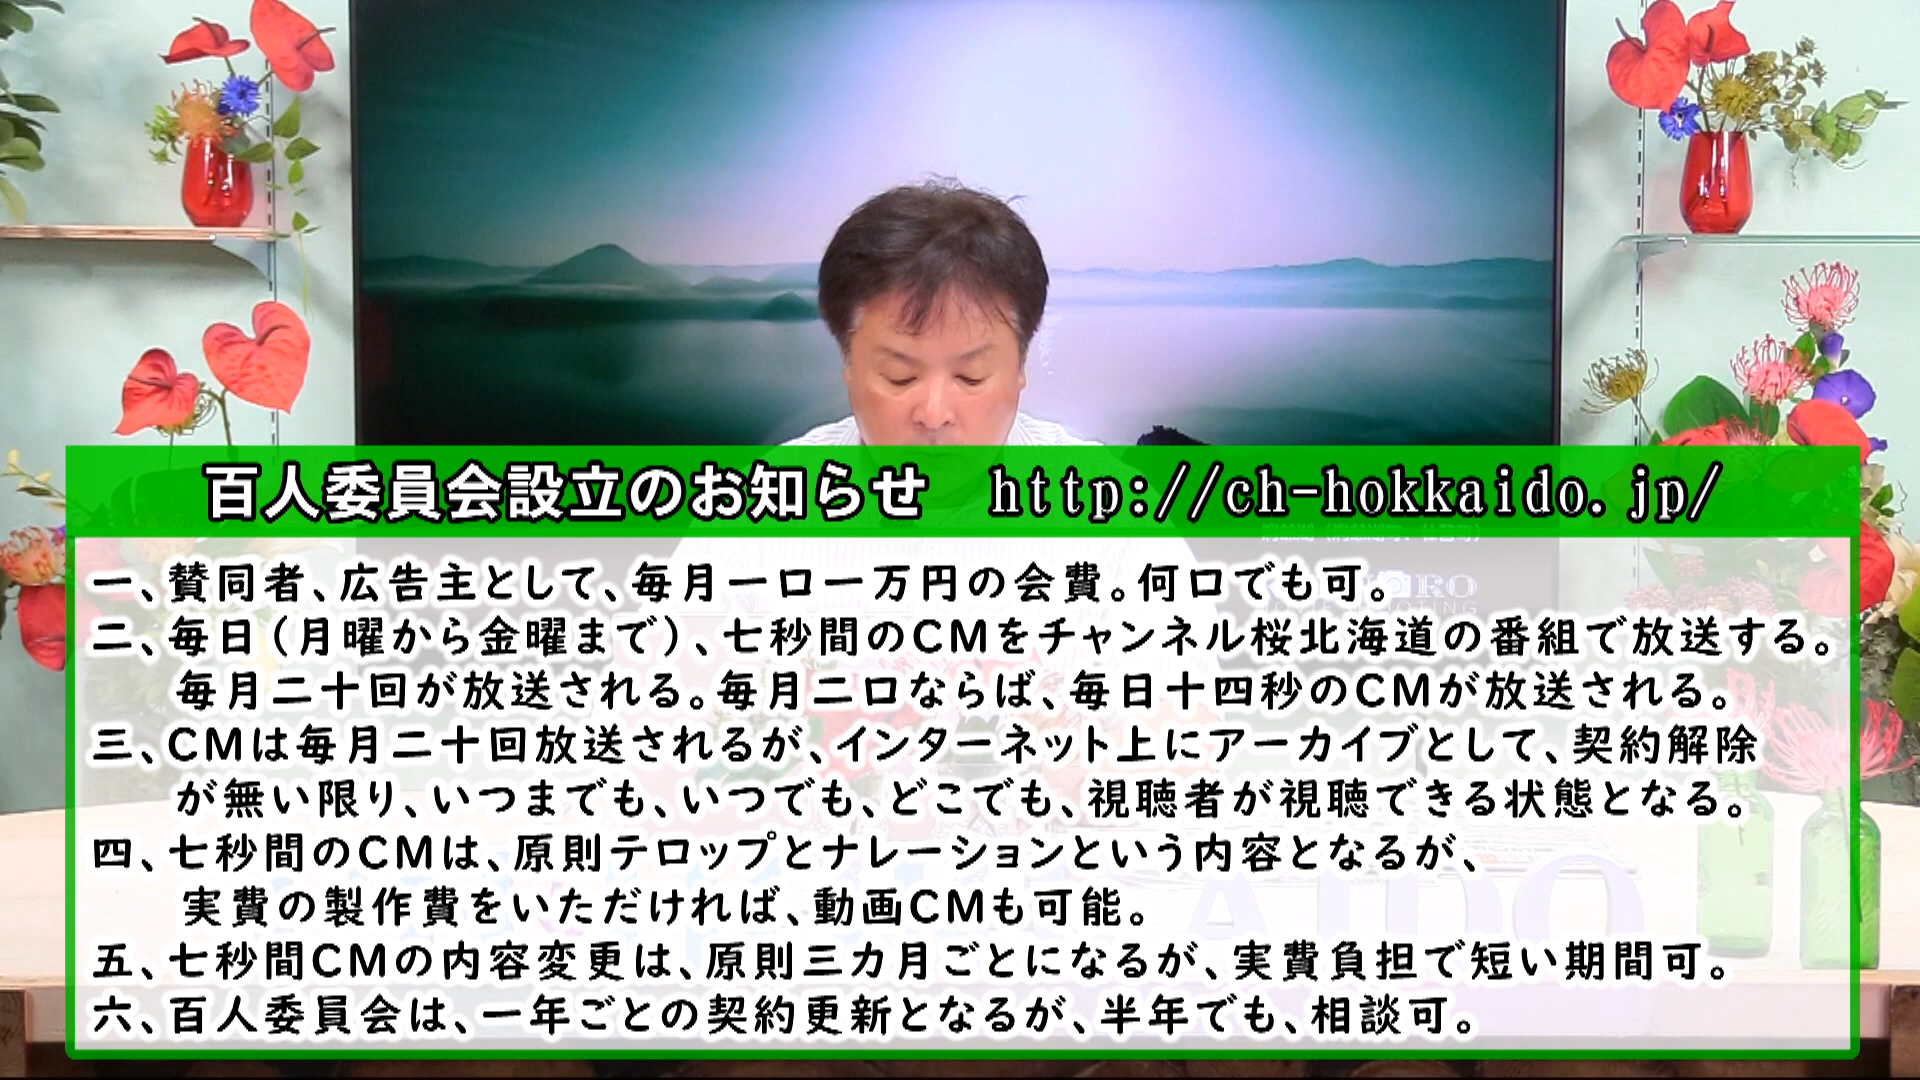 百人委員会設立のお知らせ　http://ch-hokkaido.jp/
一、賛同者、広告主として、毎月一口一万円の会費。何口でも可。
二、毎日（月曜から金曜まで）、七秒間のCMをチャンネル桜北海道の番組で放送する。
毎月二十回が放送される。毎月二口ならば、毎日十四秒のCMが放送される。
三、CMは毎月二十回放送されるが、インターネット上にアーカイブとして、契約解除
が無い限り、いつまでも、いつでも、どこでも、視聴者が視聴できる状態となる。
四、七秒間のCMは、原則テロップとナレーションという内容となるが、
実費の製作費をいただければ、動画CMも可能。
五、七秒間CMの内容変更は、原則三カ月ごとになるが、実費負担で短い期間可。
六、百人委員会は、一年ごとの契約更新となるが、半年でも、相談可。